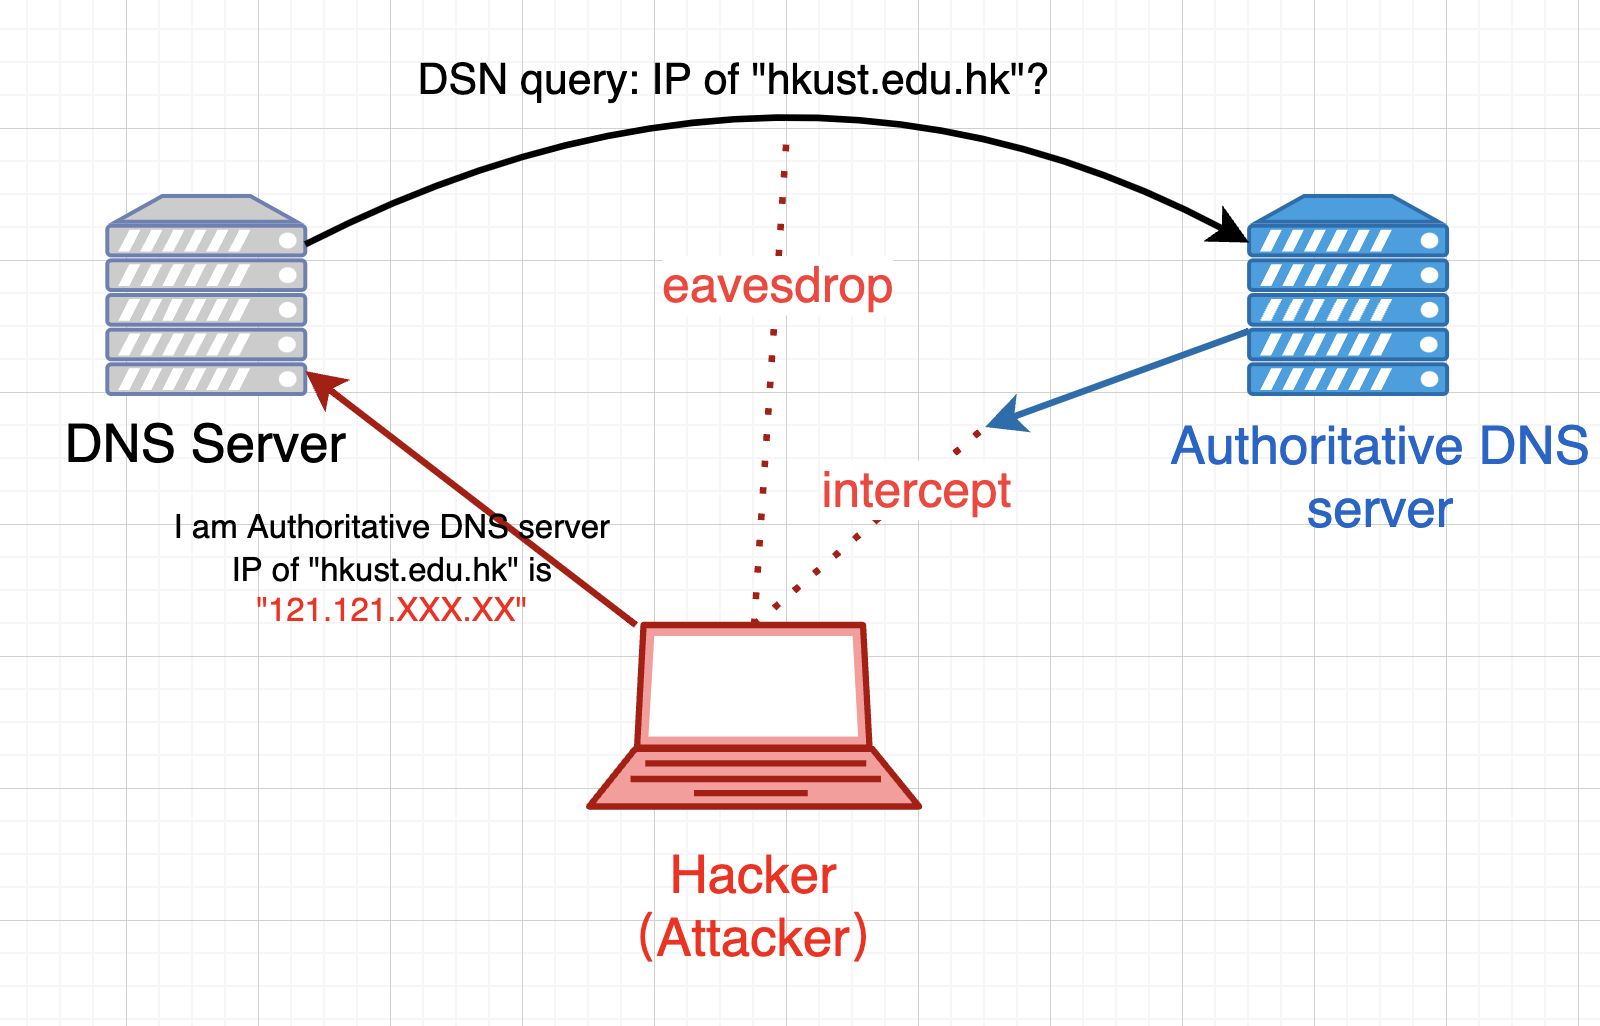 DSN query: IP of "hkust.edu.hk"?
eavesdrop
DNS Server
Authoritative DNS
server
intercept
I am Authoritative DNS server
IP of "hkust.edu.hk" is
"121.121.XXX.XX"
Hacker
(Attacker)